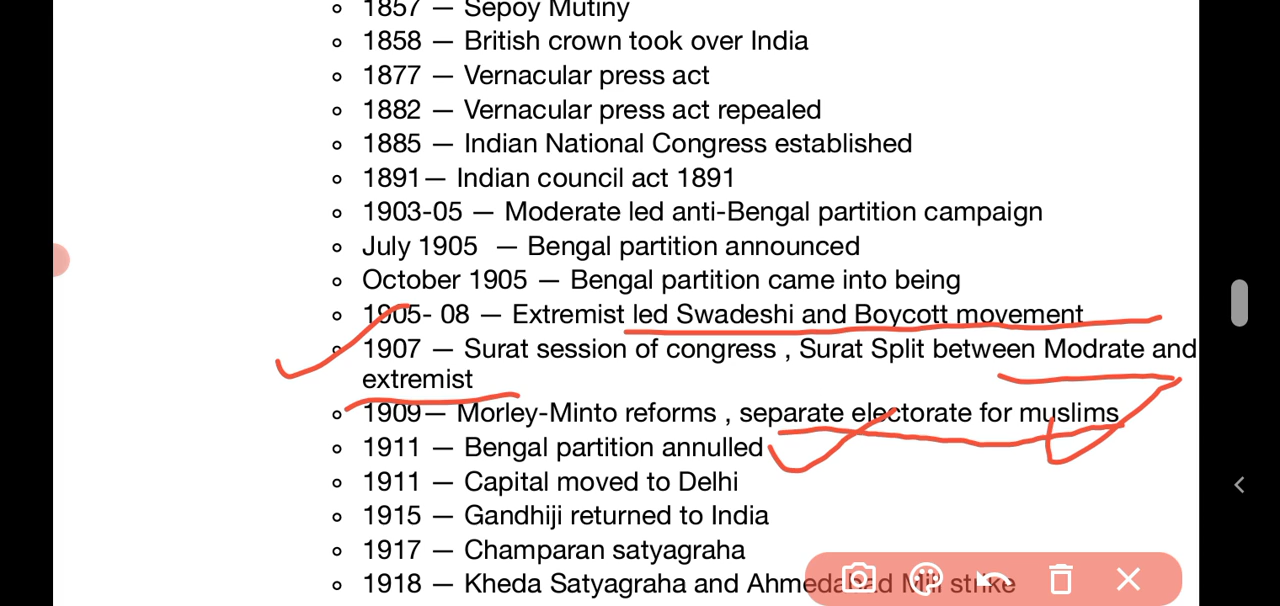 1857 — Sepoy Mutiny
1858 — British crown took over India
1877 — Vernacular press act
1882 — Vernacular press act repealed
1885 — Indian National Congress established
1891— Indian council act 1891
1903-05 — Moderate led anti-Bengal partition campaign
July 1905 — Bengal partition announced
October 1905 — Bengal partition came into being
1905- 08 — Extremist led Swadeshi and Boycott movement
1907 — Surat session of congress , Surat Split between Modrate and
extremist
1909— Morley-Minto reforms , separate electorate for muslims
1911 — Bengal partition annulled
1911 — Capital moved to Delhi
1915 — Gandhiji returned to India
1917 — Champaran satyagraha
1918 — Kheda Satyagraha and Ahmedabad Mill strike